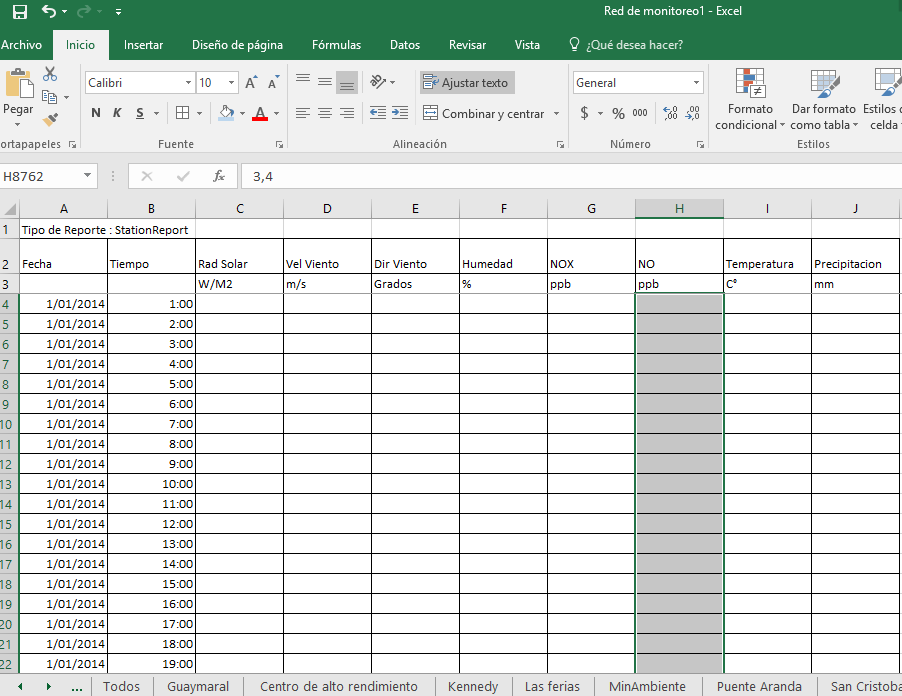 Red de monitoreo1 - Excel
Archivo Inicio Insertar Diseño de página Fórmulas Datos Revisar Vista ¿Qué desea hacer?
Calibri 10 A A Ajustar texto General
Pegar N K S A Combinar y centrar $ % 000 ,00 ,00 Formato condicional Dar formato como tabla Estilos celda
ortapapeles Fuente Alineación Número Estilos
H8762 fx 3,4
A B C D E F G H I J
1 Tipo de Reporte : StationReport
2 Fecha Tiempo Rad Solar Vel Viento Dir Viento Humedad NOX NO Temperatura Precipitacion
3 W/M2 m/s Grados % ppb ppb C° mm
4 1/01/2014 1:00
5 1/01/2014 2:00
6 1/01/2014 3:00
7 1/01/2014 4:00
8 1/01/2014 5:00
9 1/01/2014 6:00
10 1/01/2014 7:00
11 1/01/2014 8:00
12 1/01/2014 9:00
13 1/01/2014 10:00
14 1/01/2014 11:00
15 1/01/2014 12:00
16 1/01/2014 13:00
17 1/01/2014 14:00
18 1/01/2014 15:00
19 1/01/2014 16:00
20 1/01/2014 17:00
21 1/01/2014 18:00
22 1/01/2014 19:00
... Todos Guaymaral Centro de alto rendimiento Kennedy Las ferias MinAmbiente Puente Aranda San Cristoba